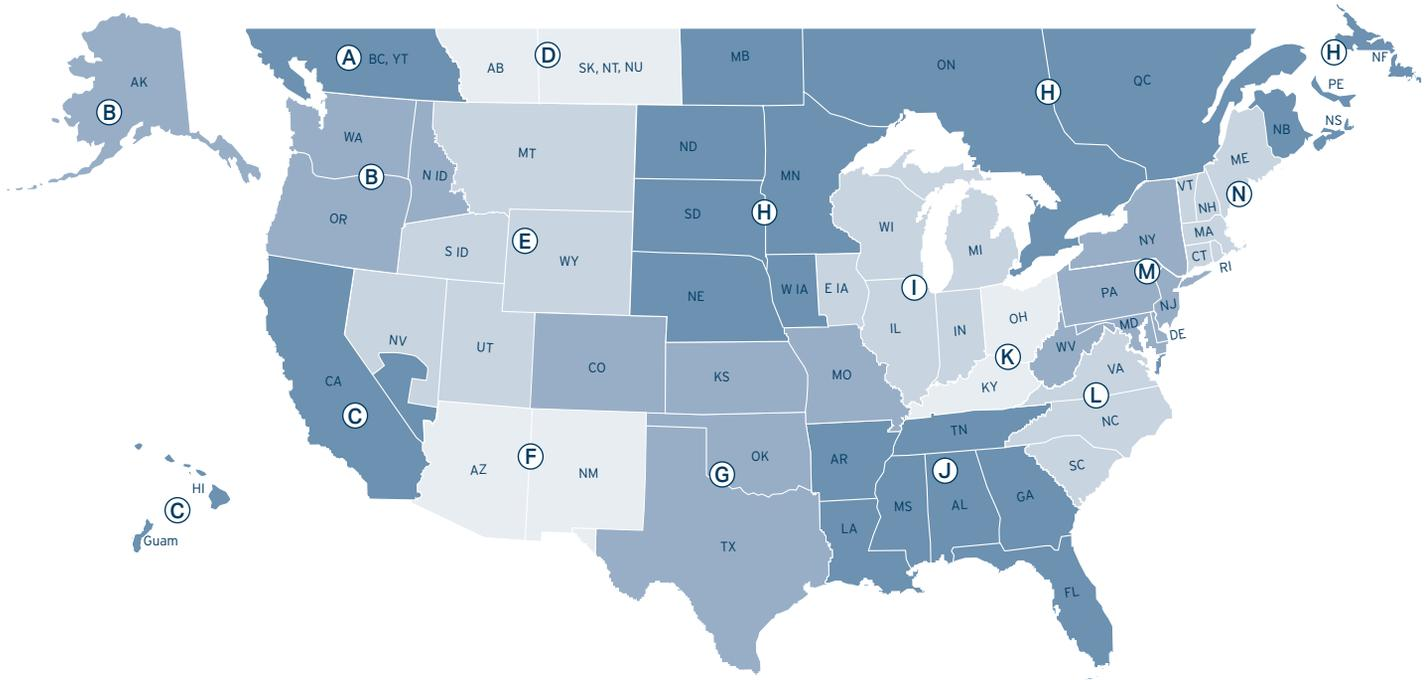 A BC, YT
AB
D
SK, NT, NU
MB
ON
H
QC
H
NF
PE
NS
NB
AK
B
WA
B
N ID
MT
ND
MN
OR
S ID
E
WY
SD
H
WI
MI
ME
VT
NH
N
MA
CT
RI
NY
M
PA
NJ
MD
DE
NE
W IA
E IA
I
IL
IN
OH
K
KY
WV
VA
L
NC
SC
NV
UT
CO
KS
MO
CA
C
AZ
F
NM
OK
G
TX
AR
LA
TN
J
MS
AL
GA
FL
HI
C
Guam